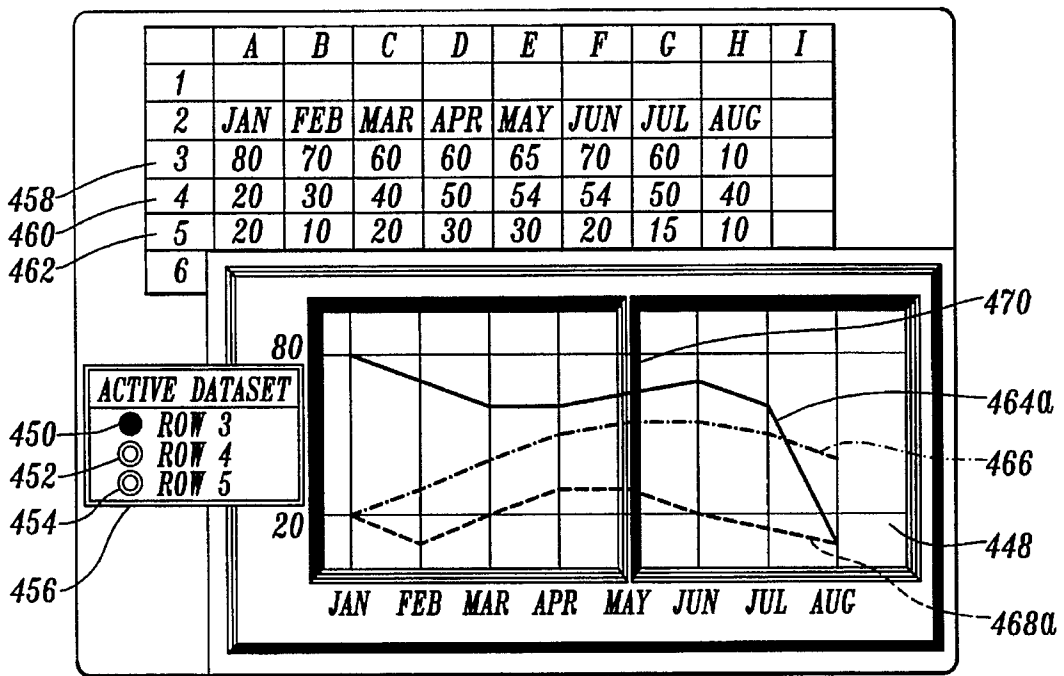 A B C D E F G H I
1
2 JAN FEB MAR APR MAY JUN JUL AUG
3 80 70 60 60 65 70 60 10
4 20 30 40 50 54 54 50 40
5 20 10 20 30 30 20 15 10
6
458
460
462
470
80
ACTIVE DATASET
ROW 3
ROW 4
ROW 5
450
452
454
456
464a
466
20
448
JAN FEB MAR APR MAY JUN JUL AUG
468a